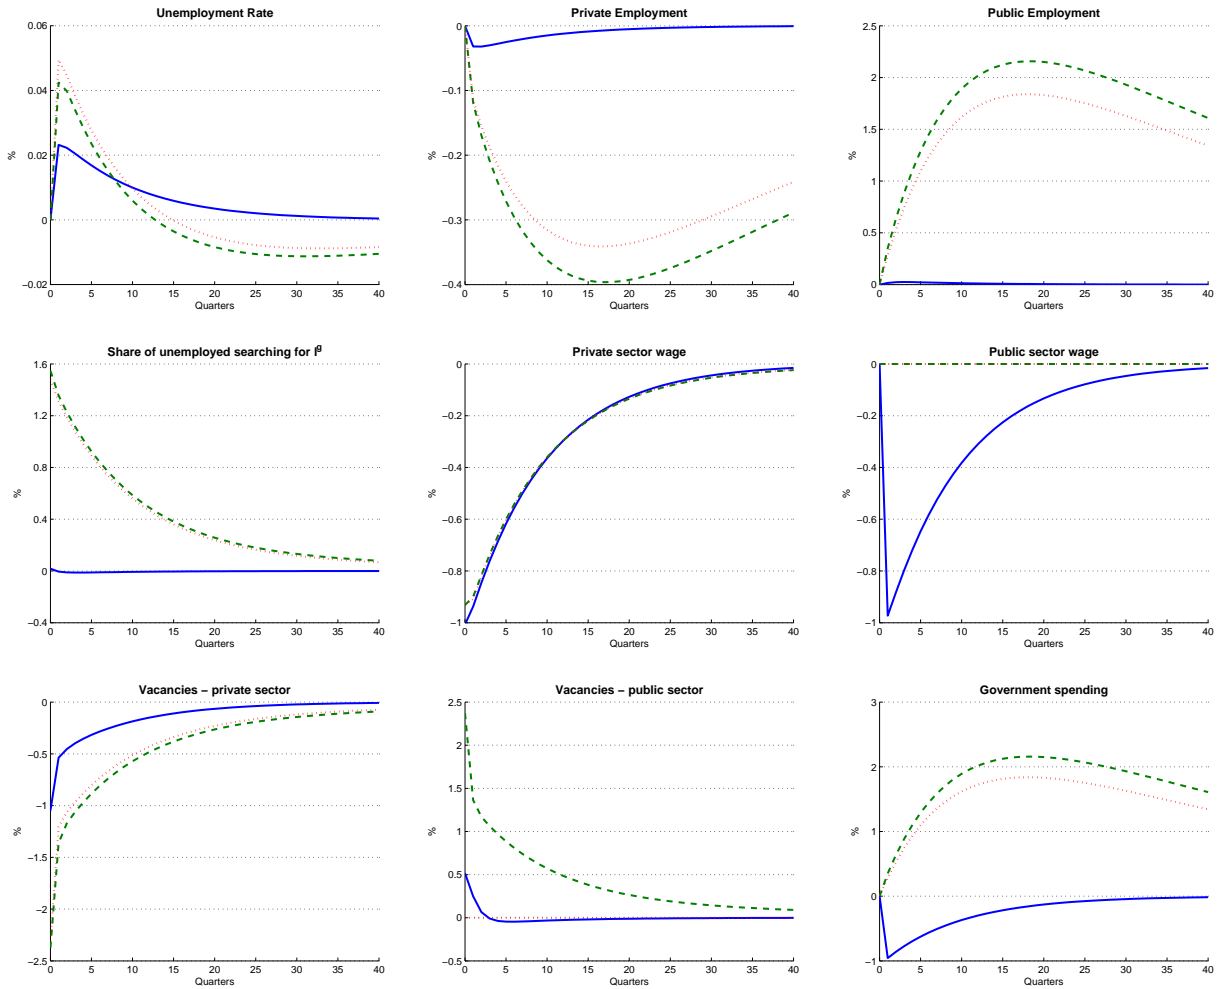 Unemployment Rate
0.06
0.04
0.02
0
−0.02
%
0 5 10 15 20 25 30 35 40
Quarters
Private Employment
0
−0.1
−0.2
−0.3
−0.4
%
0 5 10 15 20 25 30 35 40
Quarters
Public Employment
2.5
2
1.5
1
0.5
0
%
0 5 10 15 20 25 30 35 40
Quarters
Share of unemployed searching for l^g
1.6
1.2
0.8
0.4
0
−0.4
%
0 5 10 15 20 25 30 35 40
Quarters
Private sector wage
0
−0.2
−0.4
−0.6
−0.8
−1
%
0 5 10 15 20 25 30 35 40
Quarters
Public sector wage
0
−0.2
−0.4
−0.6
−0.8
−1
%
0 5 10 15 20 25 30 35 40
Quarters
Vacancies − private sector
0
−0.5
−1
−1.5
−2
−2.5
%
0 5 10 15 20 25 30 35 40
Quarters
Vacancies − public sector
2.5
2
1.5
1
0.5
0
−0.5
%
0 5 10 15 20 25 30 35 40
Quarters
Government spending
3
2
1
0
−1
%
0 5 10 15 20 25 30 35 40
Quarters